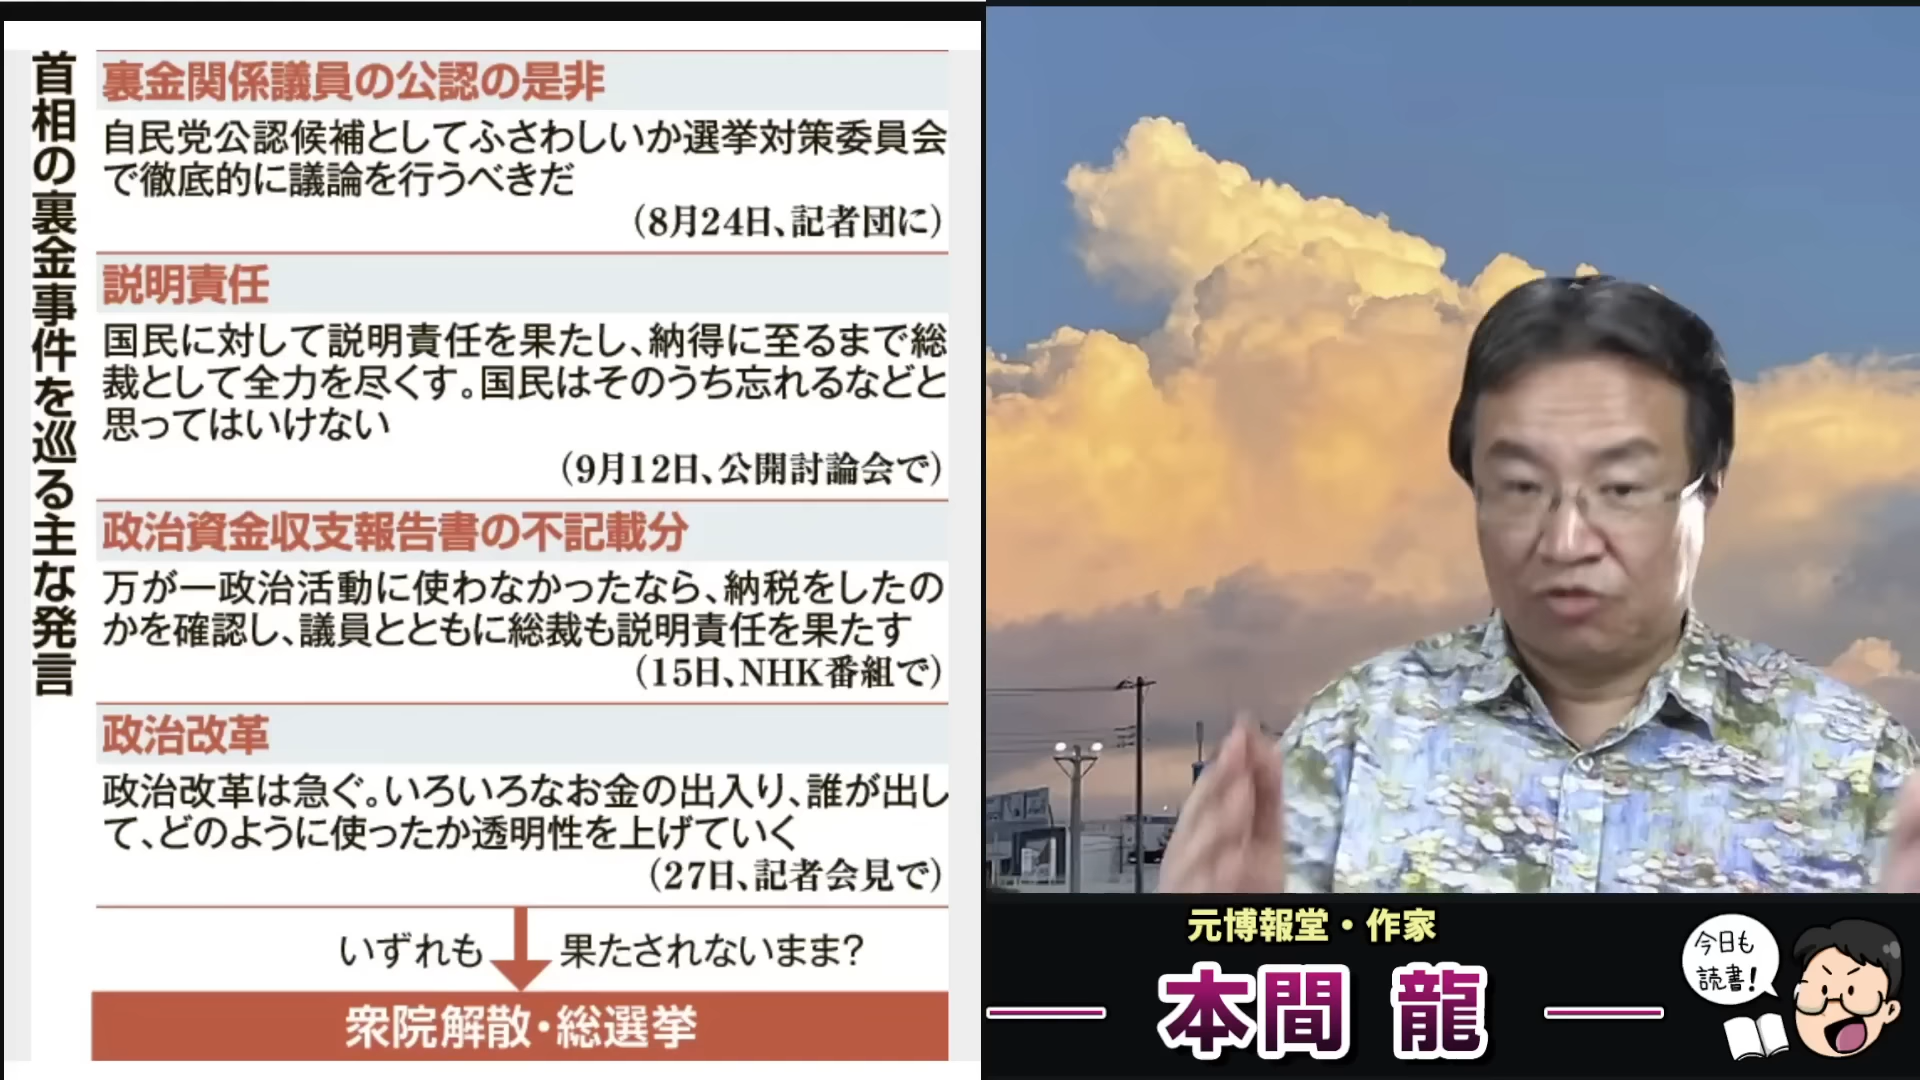 首相の裏金事件を巡る主な発言
裏金関係議員の公認の是非
自民党公認候補としてふさわしいか選挙対策委員会
で徹底的に議論を行うべきだ
(8月24日、記者団に)
説明責任
国民に対して説明責任を果たし、納得に至るまで総
裁として全力を尽くす。国民はそのうち忘れるなどと
思ってはいけない
(9月12日、公開討論会で)
政治資金収支報告書の不記載分
万が一政治活動に使わなかったなら、納税をしたの
かを確認し、議員とともに総裁も説明責任を果たす
(15日、NHK番組で)
政治改革
政治改革は急ぐ。いろいろなお金の出入り、誰が出し
て、どのように使ったか透明性を上げていく
(27日、記者会見で)
いずれも 果たされないまま?
衆院解散・総選挙
元博報堂・作家
本間 龍
今日も
読書!